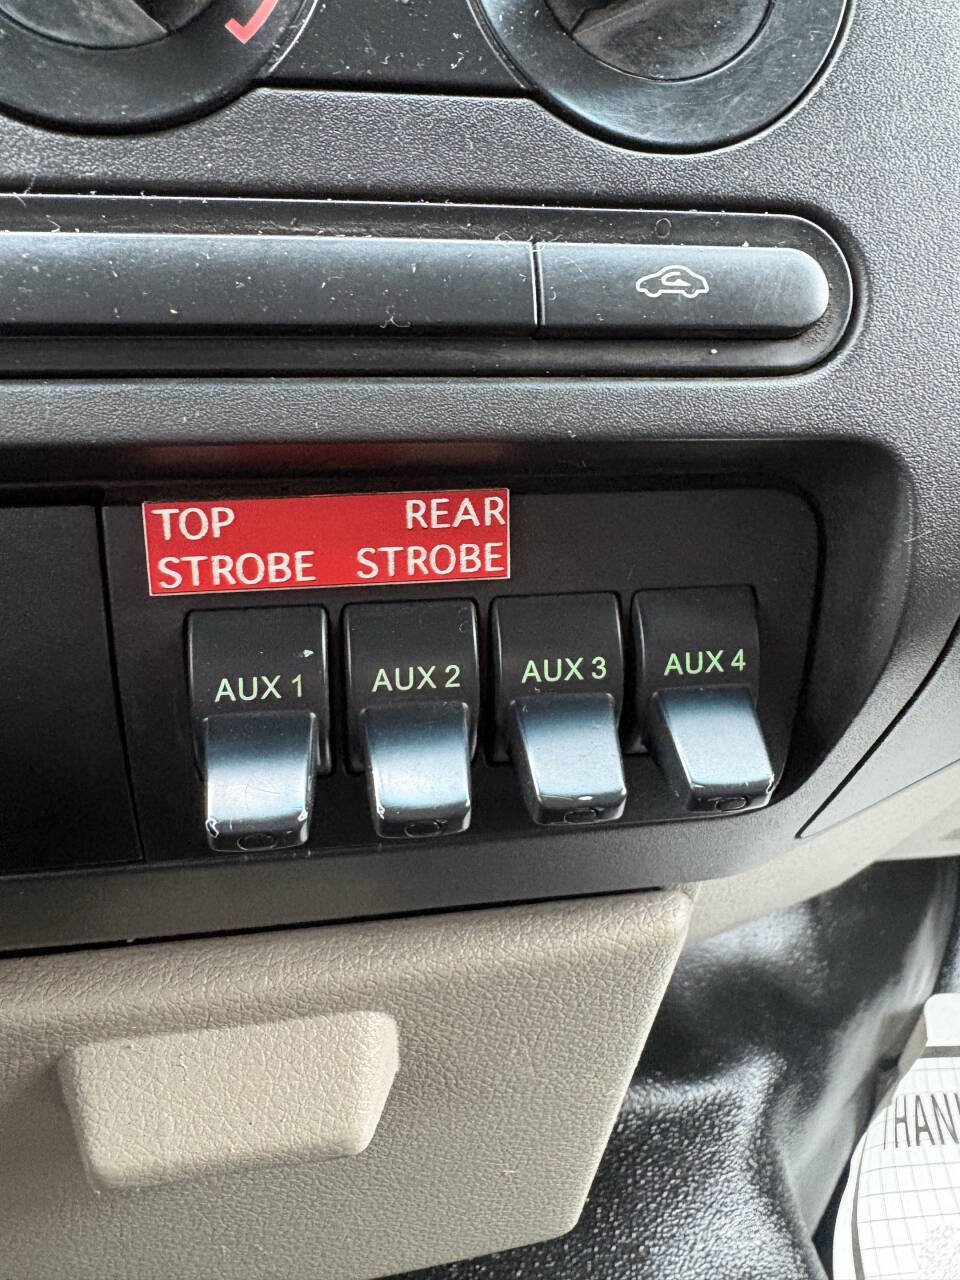 TOP REAR
STROBE STROBE
AUX 1 AUX 2 AUX 3 AUX 4